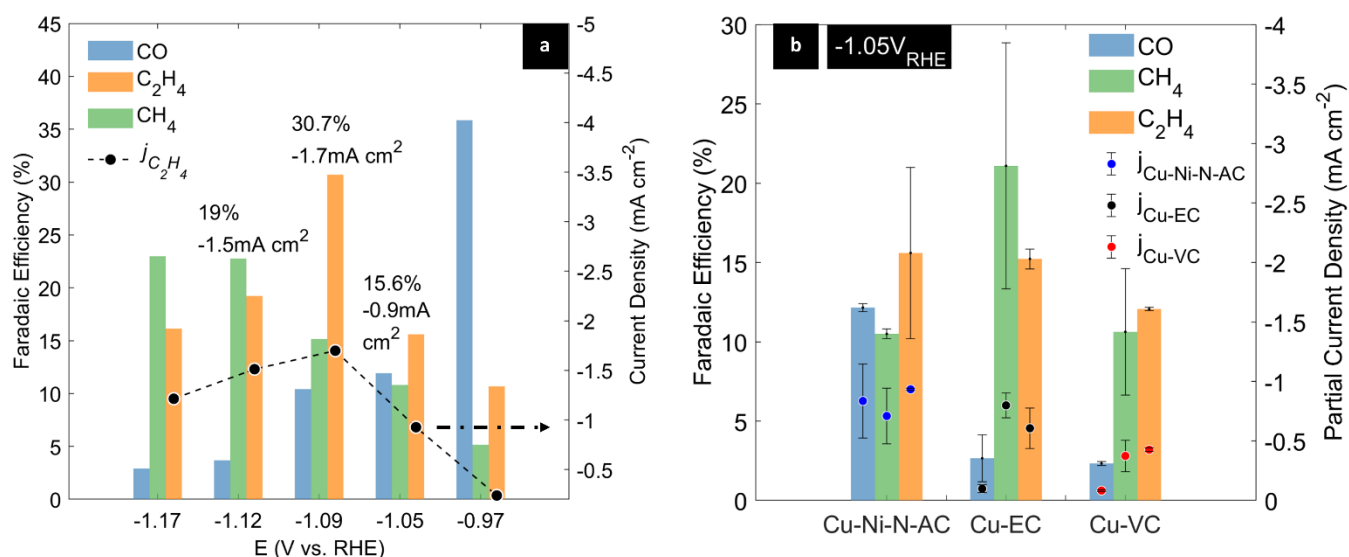 a
CO
C₂H₄
CH₄
j_C₂H₄
30.7%
-1.7mA cm²
19%
-1.5mA cm²
15.6%
-0.9mA
cm²
Faradaic Efficiency (%)
45
40
35
30
25
20
15
10
5
0
-5
-4.5
-4
-3.5
-3
-2.5
-2
-1.5
-1
-0.5
Current Density (mA cm⁻²)
-1.17 -1.12 -1.09 -1.05 -0.97
E (V vs. RHE)
b
-1.05V_RHE
CO
CH₄
C₂H₄
j_Cu-Ni-N-AC
j_Cu-EC
j_Cu-VC
Faradaic Efficiency (%)
30
25
20
15
10
5
0
-4
-3.5
-3
-2.5
-2
-1.5
-1
-0.5
0
Partial Current Density (mA cm⁻²)
Cu-Ni-N-AC Cu-EC Cu-VC